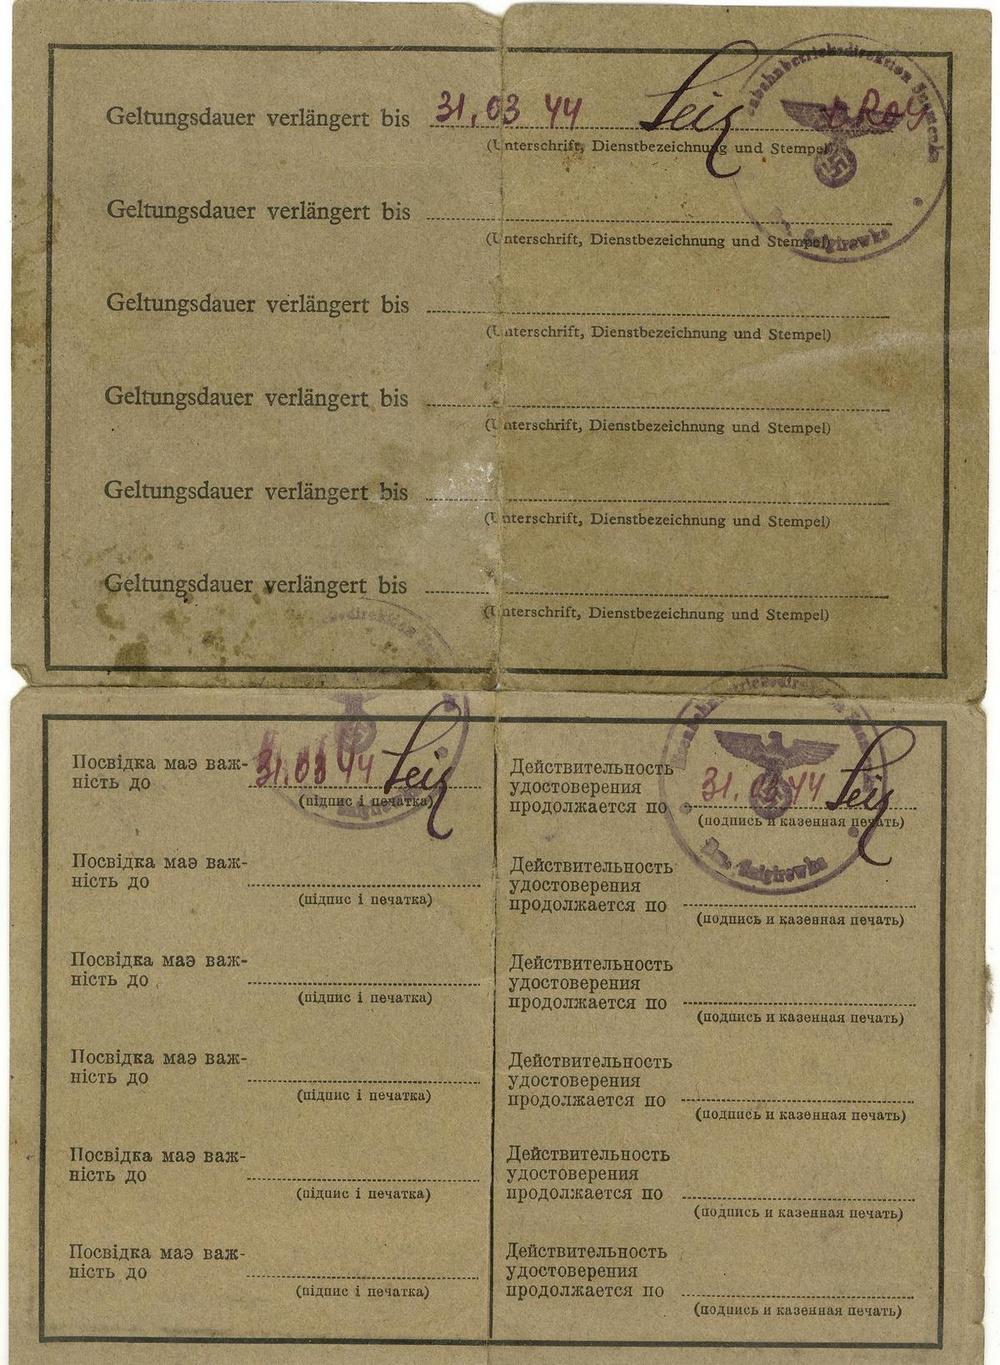 Geltungsdauer verlängert bis 31.03 44 Seiz
(Unterschrift, Dienstbezeichnung und Stempel)
Geltungsdauer verlängert bis
(Unterschrift, Dienstbezeichnung und Stempel)
Geltungsdauer verlängert bis
(Unterschrift, Dienstbezeichnung und Stempel)
Geltungsdauer verlängert bis
(Unterschrift, Dienstbezeichnung und Stempel)
Geltungsdauer verlängert bis
(Unterschrift, Dienstbezeichnung und Stempel)
Geltungsdauer verlängert bis
(Unterschrift, Dienstbezeichnung und Stempel)
Посвідка маэ важ-
ність до 31.03 44 Seiz
(підпис і печатка)
Посвідка маэ важ-
ність до
(підпис і печатка)
Посвідка маэ важ-
ність до
(підпис і печатка)
Посвідка маэ важ-
ність до
(підпис і печатка)
Посвідка маэ важ-
ність до
(підпис і печатка)
Посвідка маэ важ-
ність до
(підпис і печатка)
Действительность
удостоверения
продолжается по 31.03 44 Seiz
(подпись и казенная печать)
Bw. Snigirewka
Действительность
удостоверения
продолжается по
(подпись и казенная печать)
Действительность
удостоверения
продолжается по
(подпись и казенная печать)
Действительность
удостоверения
продолжается по
(подпись и казенная печать)
Действительность
удостоверения
продолжается по
(подпись и казенная печать)
Действительность
удостоверения
продолжается по
(подпись и казенная печать)